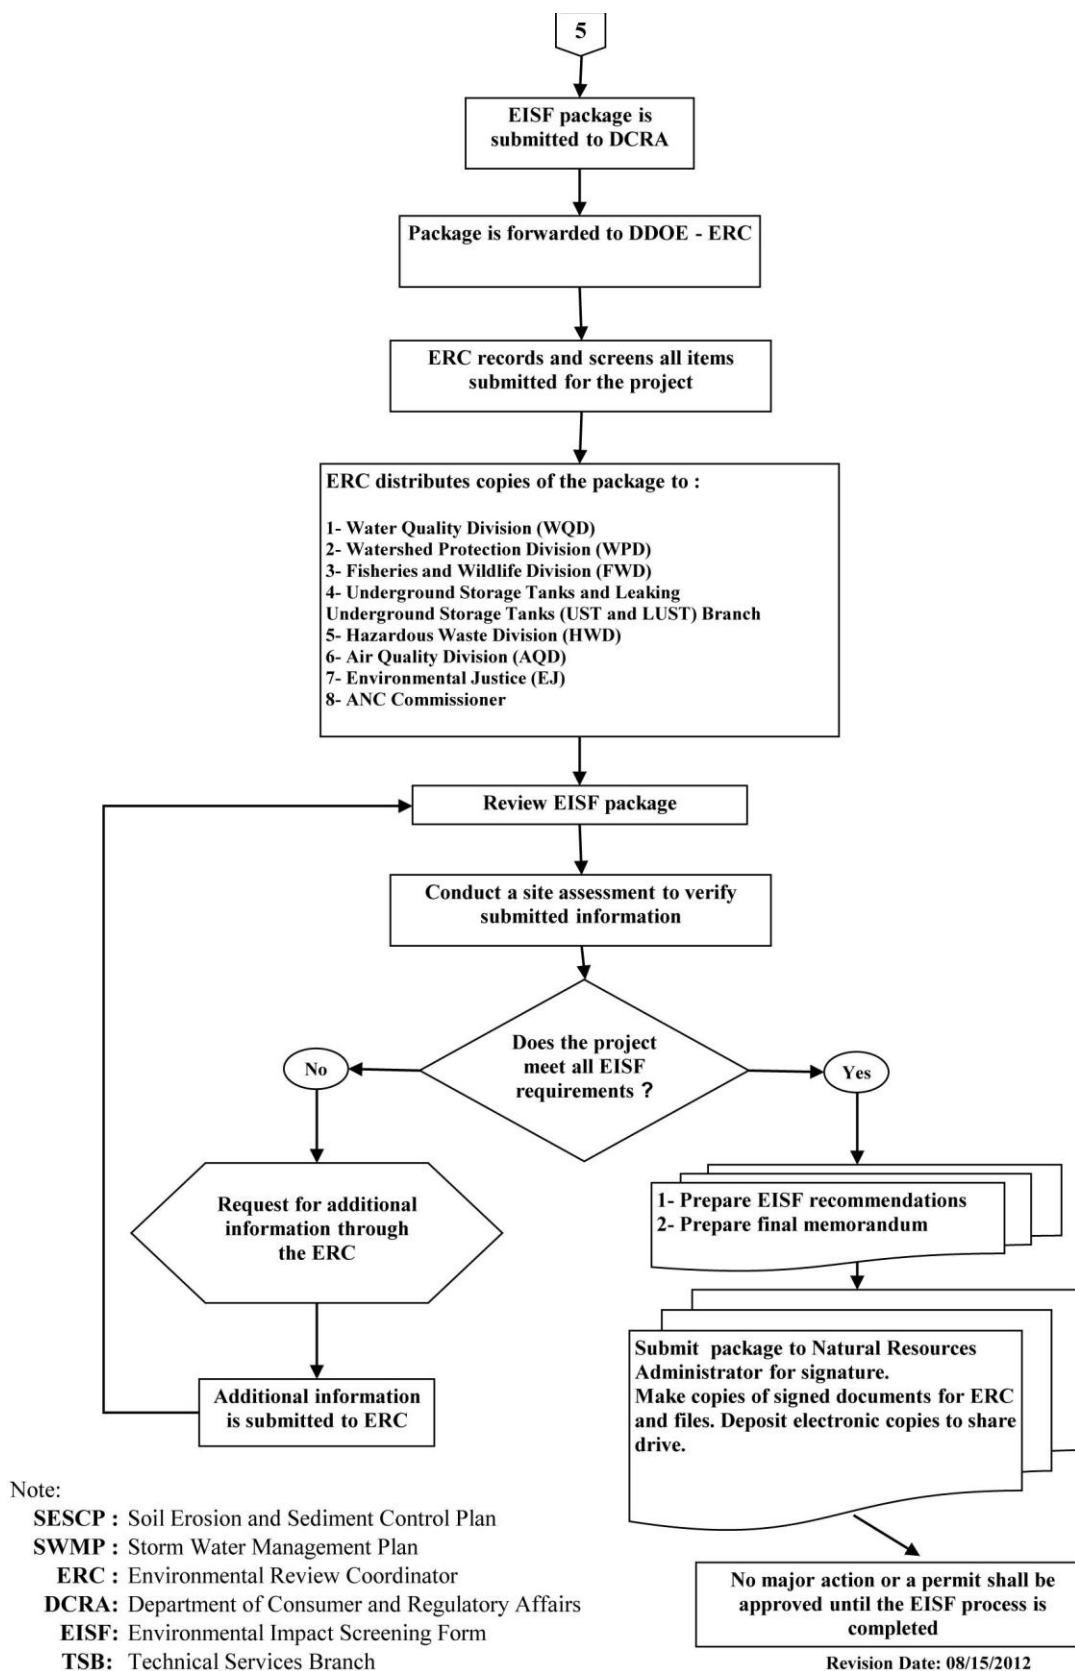 5
EISF package is
submitted to DCRA
Package is forwarded to DDOE - ERC
ERC records and screens all items
submitted for the project
ERC distributes copies of the package to :
1- Water Quality Division (WQD)
2- Watershed Protection Division (WPD)
3- Fisheries and Wildlife Division (FWD)
4- Underground Storage Tanks and Leaking
Underground Storage Tanks (UST and LUST) Branch
5- Hazardous Waste Division (HWD)
6- Air Quality Division (AQD)
7- Environmental Justice (EJ)
8- ANC Commissioner
Review EISF package
Conduct a site assessment to verify
submitted information
Does the project
meet all EISF
requirements ?
No
Yes
Request for additional
information through
the ERC
1- Prepare EISF recommendations
2- Prepare final memorandum
Additional information
is submitted to ERC
Submit package to Natural Resources
Administrator for signature.
Make copies of signed documents for ERC
and files. Deposit electronic copies to share
drive.
No major action or a permit shall be
approved until the EISF process is
completed
Note:
SESCP : Soil Erosion and Sediment Control Plan
SWMP : Storm Water Management Plan
ERC : Environmental Review Coordinator
DCRA: Department of Consumer and Regulatory Affairs
EISF: Environmental Impact Screening Form
TSB: Technical Services Branch
Revision Date: 08/15/2012